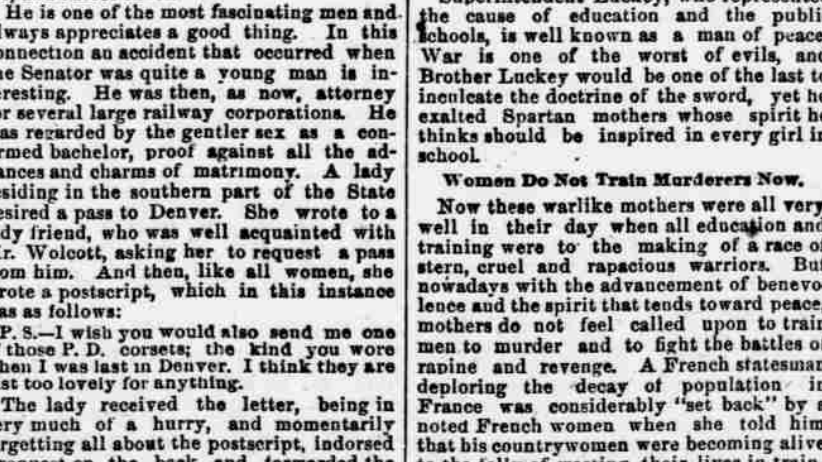 He is one of the most fascinating men and
always appreciates a good thing. In this
connection an accident that occurred when
the Senator was quite a young man is in-
teresting. He was then, as now, attorney
for several large railway corporations. He
was regarded by the gentler sex as a con-
firmed bachelor, proof against all the ad-
vances and charms of matrimony. A lady
residing in the southern part of the State
desired a pass to Denver. She wrote to a
lady friend, who was well acquainted with
Mr. Wolcott, asking her to request a pass
from him. And then, like all women, she
wrote a postscript, which in this instance
was as follows:
P. S.—I wish you would also send me one
of those P. D. corsets; the kind you wore
when I was last in Denver. I think they are
just too lovely for anything.
The lady received the letter, being in
very much of a hurry, and momentarily
forgetting all about the postscript, indorsed
the cause of education and the public
schools, is well known as a man of peace
War is one of the worst of evils, and
Brother Luckey would be one of the last to
inculcate the doctrine of the sword, yet he
exalted Spartan mothers whose spirit he
thinks should be inspired in every girl in
school.
Women Do Not Train Murderers Now.
Now these warlike mothers were all very
well in their day when all education and
training were to the making of a race of
stern, cruel and rapacious warriors. But
nowadays with the advancement of benevo-
lence and the spirit that tends toward peace,
mothers do not feel called upon to train
men to murder and to fight the battles of
rapine and revenge. A French statesman
deploring the decay of population in
France was considerably "set back" by a
noted French women when she told him
that his countrywomen were becoming alive